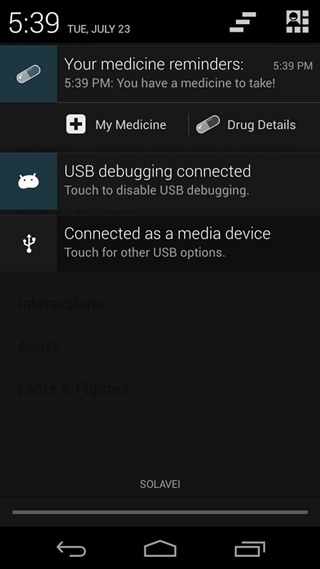 5:39 TUE, JULY 23
Your medicine reminders: 5:39 PM
5:39 PM: You have a medicine to take!
My Medicine Drug Details
USB debugging connected
Touch to disable USB debugging.
Connected as a media device
Touch for other USB options.
Interactions
Alerts
Facts & Figures
SOLAVEI